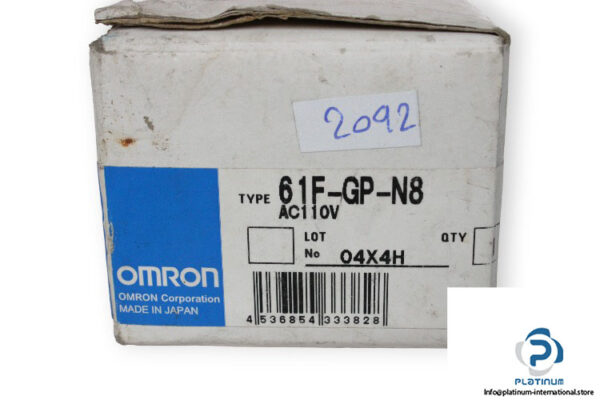 2092
TYPE 61F-GP-N8
AC110V
LOT
No 04X4H
QTY
OMRON
OMRON Corporation
MADE IN JAPAN
4 536854 333828
PLATINUM
Info@platinum-international.store